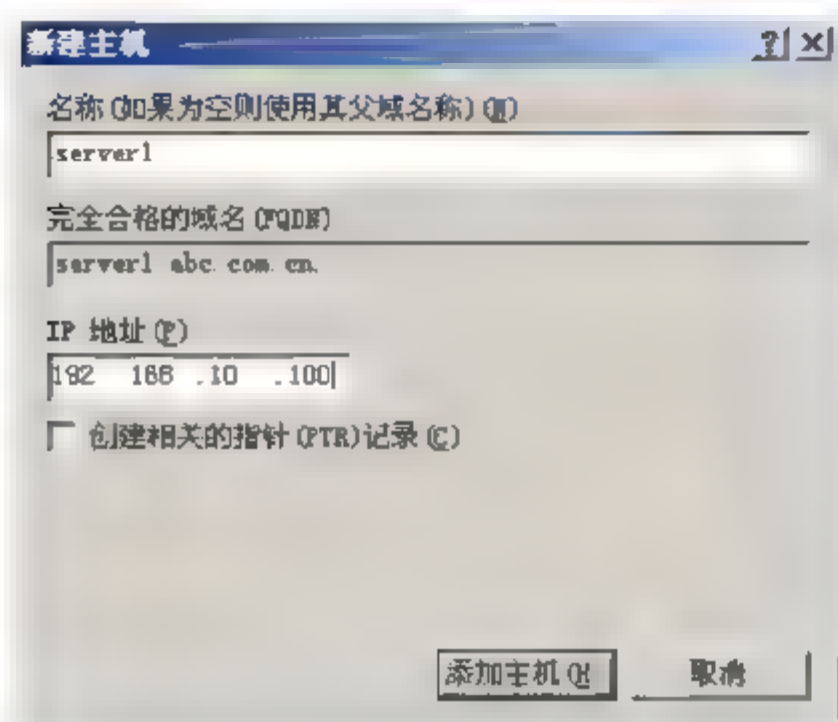 新建主机
名称(如果为空则使用其父域名称)(N)
server1
完全合格的域名(FQDN)
server1 abc. com. cn.
IP 地址(P)
192 168 .10 .100
创建相关的指针(PTR)记录(C)
添加主机(H) 取消